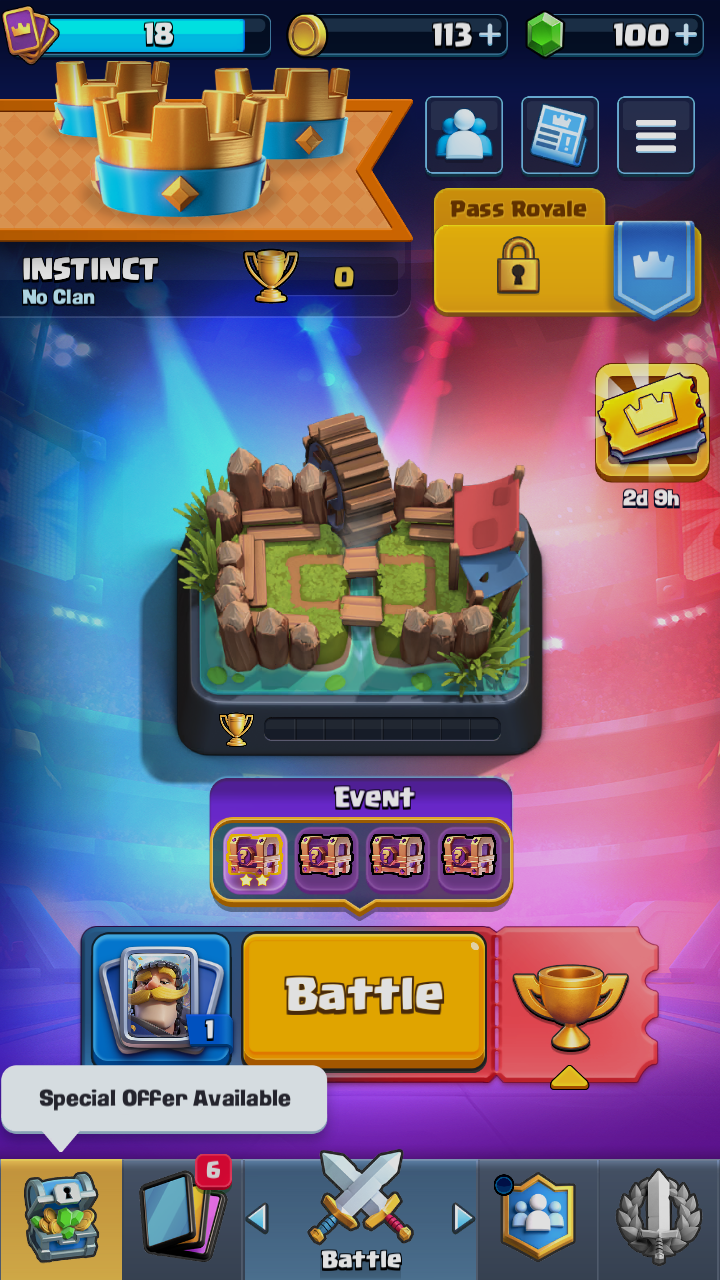 18
113
100
Pass Royale
INSTINCT
No Clan
0
2d 9h
Event
Battle
1
Special Offer Available
6
Battle